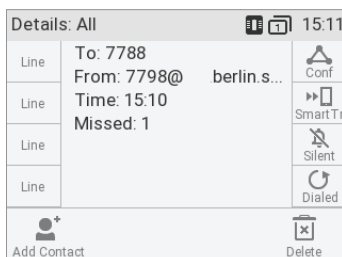 Details: All 1 15:11
Line
Line
Line
Line
To: 7788
From: 7798@ berlin.s...
Time: 15:10
Missed: 1
Conf
SmartTr
Silent
Dialed
Add Contact
Delete